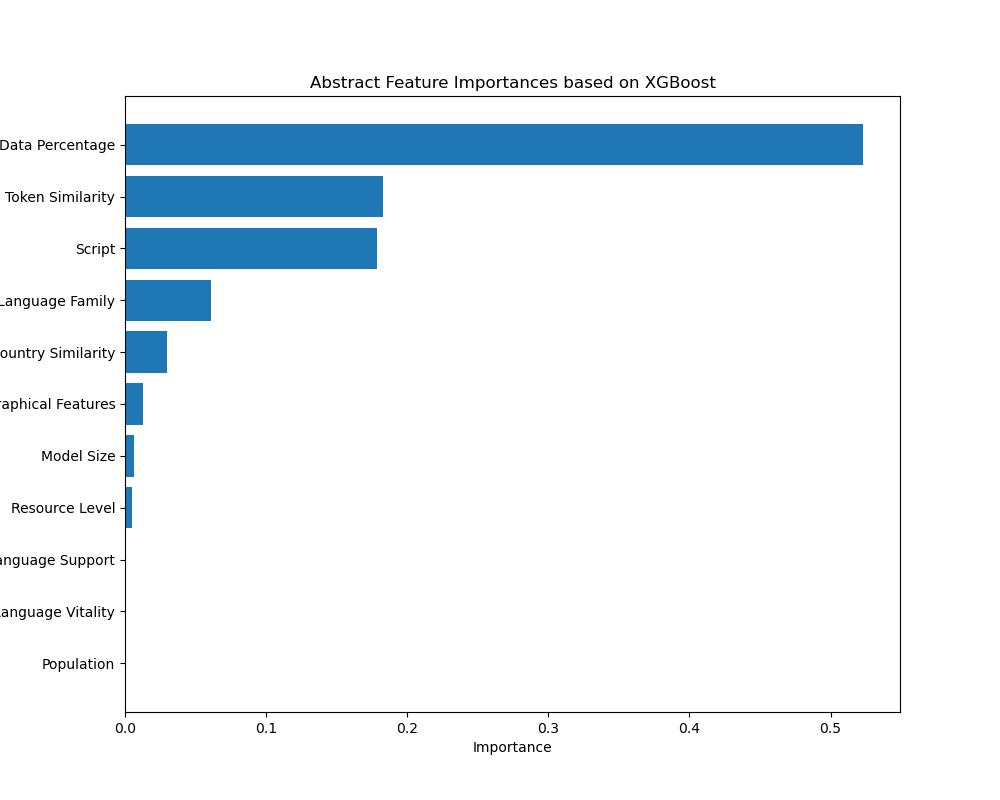 Abstract Feature Importances based on XGBoost
Data Percentage
Token Similarity
Script
Language Family
ountry Similarity
raphical Features
Model Size
Resource Level
anguage Support
Language Vitality
Population
0.0 0.1 0.2 0.3 0.4 0.5
Importance